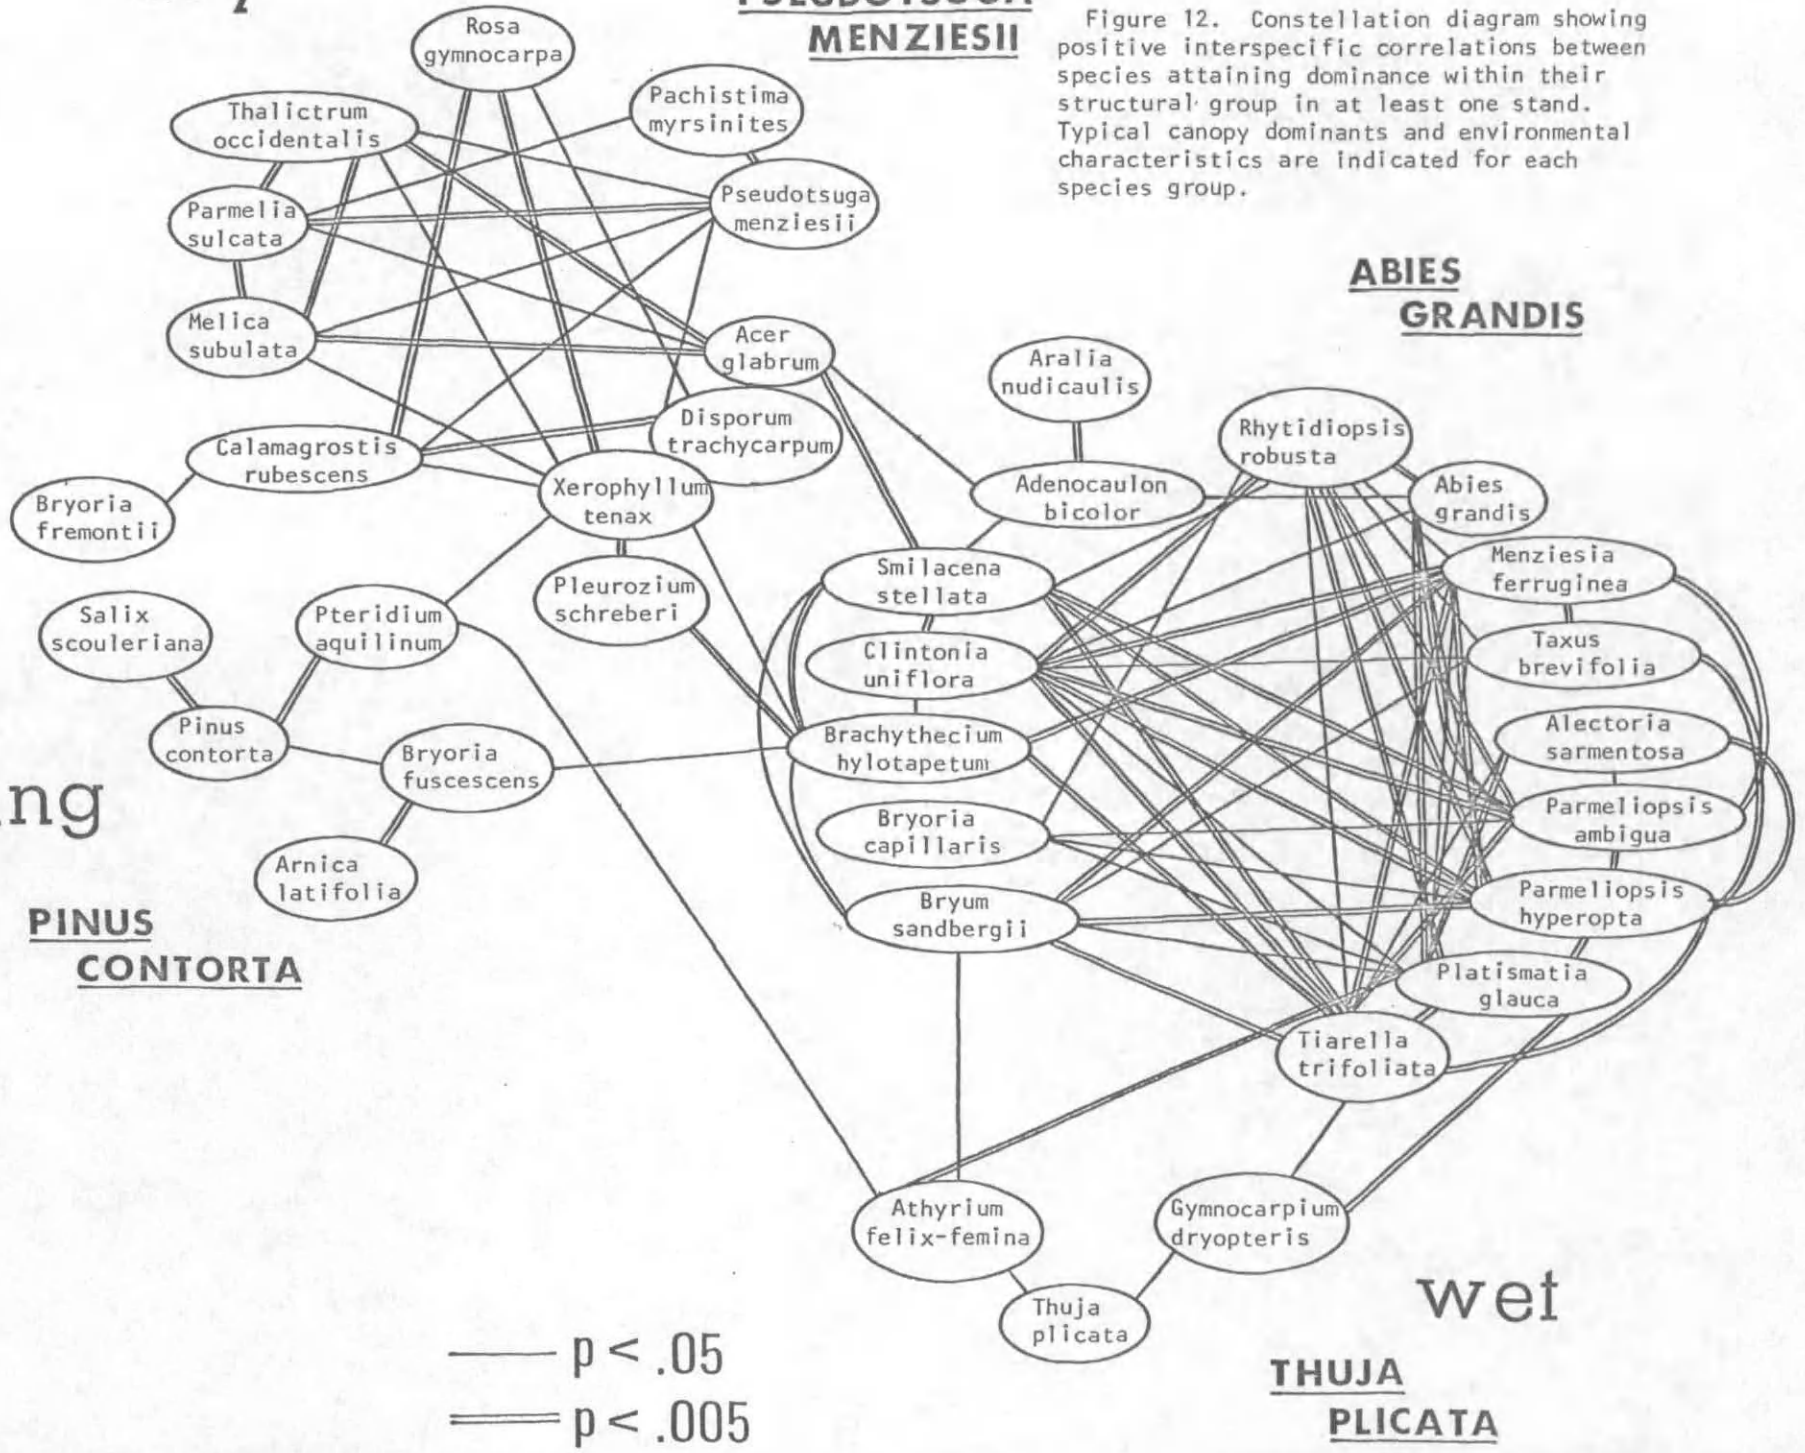 PSEUDOTSUGA
MENZIESII
Figure 12. Constellation diagram showing
positive interspecific correlations between
species attaining dominance within their
structural group in at least one stand.
Typical canopy dominants and environmental
characteristics are indicated for each
species group.
Rosa
gymnocarpa
Thalictrum
occidentalis
Pachistima
myrsinites
Parmelia
sulcata
Pseudotsuga
menziesii
ABIES
GRANDIS
Melica
subulata
Acer
glabrum
Aralia
nudicaulis
Disporum
trachycarpum
Rhytidiopsis
robusta
Calamagrostis
rubescens
Xerophyllum
tenax
Adenocaulon
bicolor
Abies
grandis
Bryoria
fremontii
Menziesia
ferruginea
Smilacena
stellata
Pleurozium
schreberi
Salix
scouleriana
Pteridium
aquilinum
Clintonia
uniflora
Taxus
brevifolia
Pinus
contorta
Bryoria
fuscescens
Brachythecium
hylotapetum
Alectoria
sarmentosa
ng
Bryoria
capillaris
Parmeliopsis
ambigua
Arnica
latifolia
Bryum
sandbergii
Parmeliopsis
hyperopta
PINUS
CONTORTA
Platismatia
glauca
Tiarella
trifoliata
Athyrium
felix-femina
Gymnocarpium
dryopteris
wet
Thuja
plicata
p < .05
p < .005
THUJA
PLICATA